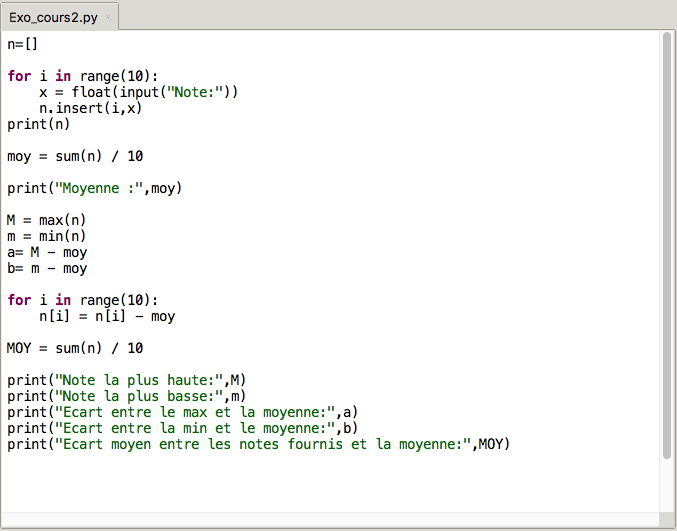 Exo_cours2.py ×
n=[]
for i in range(10):
    x = float(input("Note:"))
    n.insert(i,x)
print(n)
moy = sum(n) / 10
print("Moyenne :",moy)
M = max(n)
m = min(n)
a= M - moy
b= m - moy
for i in range(10):
    n[i] = n[i] - moy
MOY = sum(n) / 10
print("Note la plus haute:",M)
print("Note la plus basse:",m)
print("Ecart entre le max et la moyenne:",a)
print("Ecart entre la min et le moyenne:",b)
print("Ecart moyen entre les notes fournis et la moyenne:",MOY)